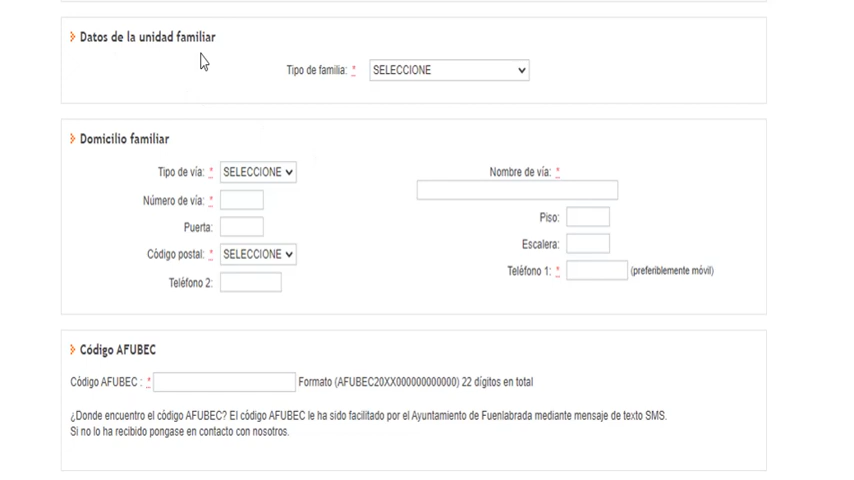 Datos de la unidad familiar
Tipo de familia: * SELECCIONE
Domicilio familiar
Tipo de vía: * SELECCIONE
Nombre de vía: *
Número de vía: *
Puerta:
Piso:
Escalera:
Código postal: * SELECCIONE
Teléfono 1: * (preferiblemente móvil)
Teléfono 2:
Código AFUBEC
Código AFUBEC : * Formato (AFUBEC20XX000000000000) 22 dígitos en total
¿Donde encuentro el código AFUBEC? El código AFUBEC le ha sido facilitado por el Ayuntamiento de Fuenlabrada mediante mensaje de texto SMS.
Si no lo ha recibido pongase en contacto con nosotros.